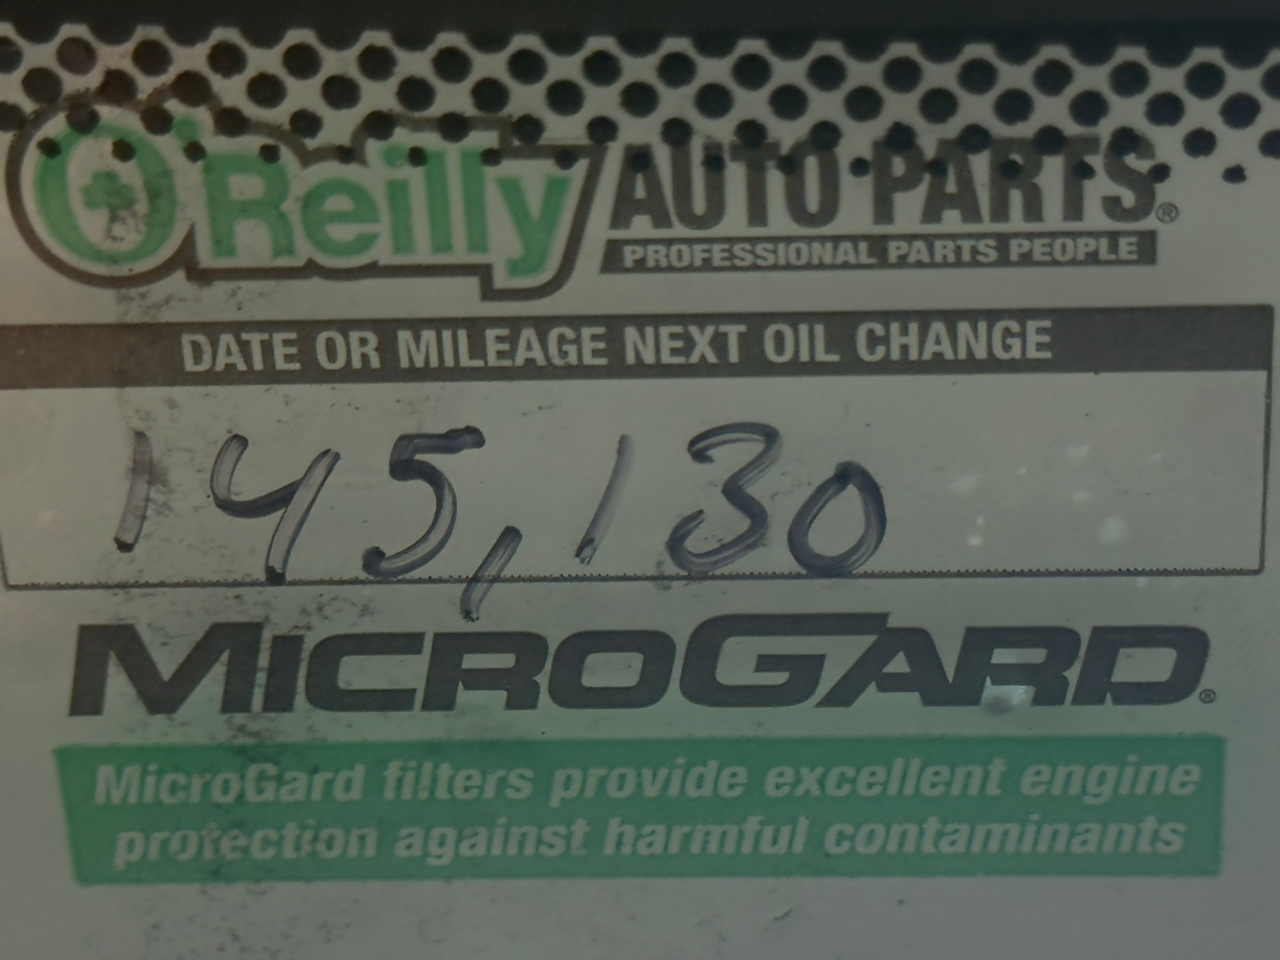 O'Reilly AUTO PARTS®
PROFESSIONAL PARTS PEOPLE
DATE OR MILEAGE NEXT OIL CHANGE
145,130
MICROGARD®
MicroGard filters provide excellent engine
protection against harmful contaminants